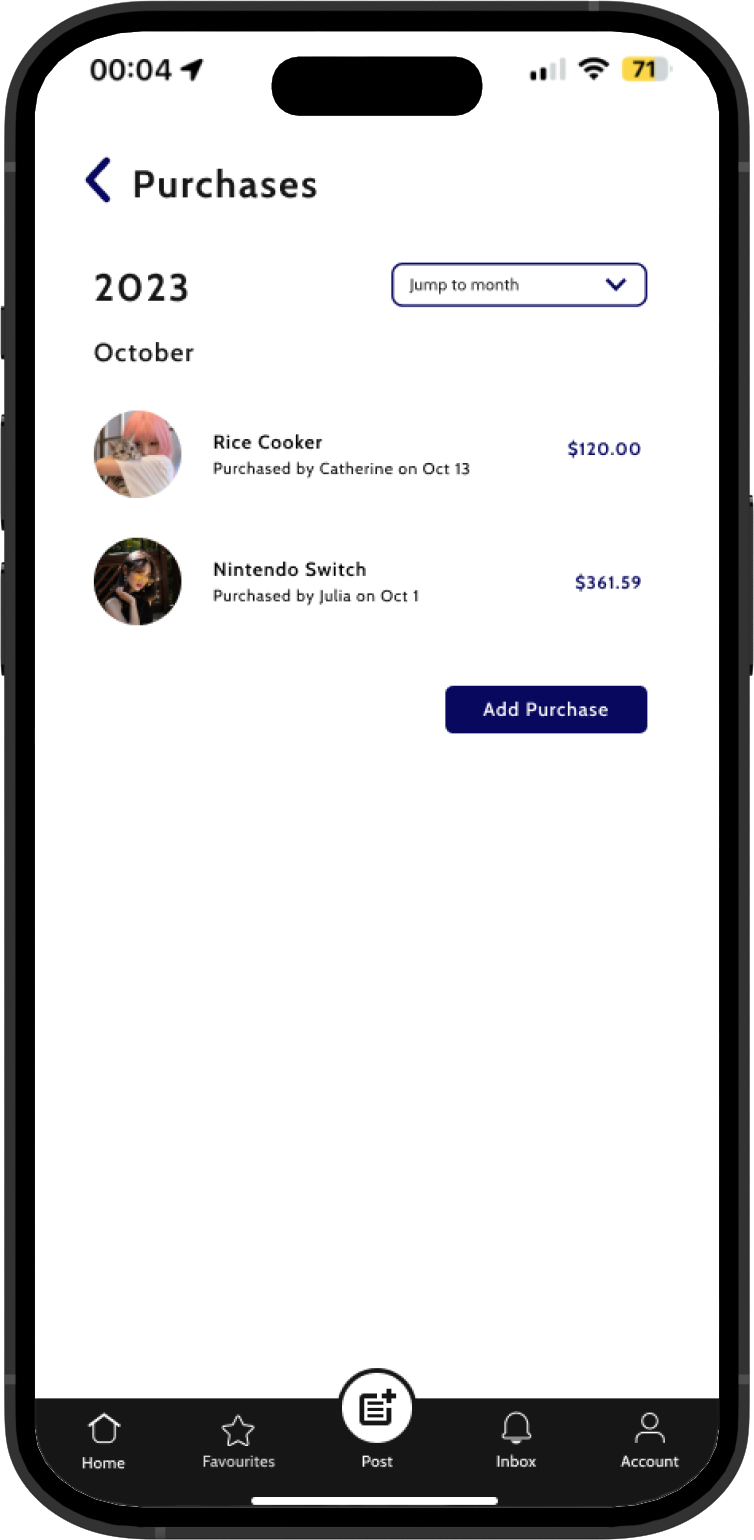 00:04
71
Purchases
2023
Jump to month
October
Rice Cooker
Purchased by Catherine on Oct 13
$120.00
Nintendo Switch
Purchased by Julia on Oct 1
$361.59
Add Purchase
Home
Favourites
Post
Inbox
Account